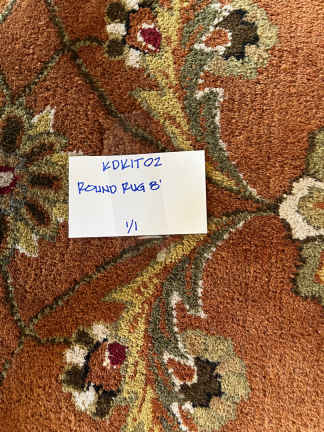 KDKIT02
ROUND RUG 8'
1/1